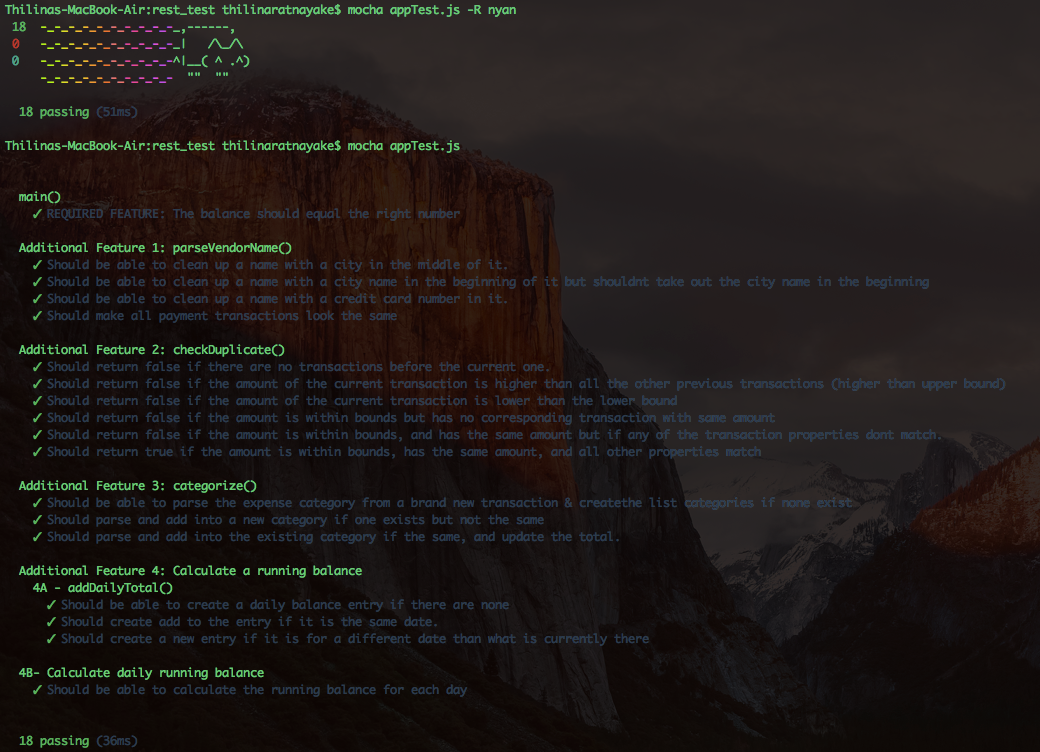 Thilinas-MacBook-Air:rest_test thilinaratnayake$ mocha appTest.js -R nyan
18   -_-_-_-_-_-_-_-_-_-_,------,
0   -_-_-_-_-_-_-_-_-_-_|   /\_/\
0   -_-_-_-_-_-_-_-_-_-^|__( ^ .^)
-_-_-_-_-_-_-_-_-_-  ""  ""
18 passing (51ms)
Thilinas-MacBook-Air:rest_test thilinaratnayake$ mocha appTest.js
main()
✓ REQUIRED FEATURE: The balance should equal the right number
Additional Feature 1: parseVendorName()
✓ Should be able to clean up a name with a city in the middle of it.
✓ Should be able to clean up a name with a city name in the beginning of it but shouldnt take out the city name in the beginning
✓ Should be able to clean up a name with a credit card number in it.
✓ Should make all payment transactions look the same
Additional Feature 2: checkDuplicate()
✓ Should return false if there are no transactions before the current one.
✓ Should return false if the amount of the current transaction is higher than all the other previous transactions (higher than upper bound)
✓ Should return false if the amount of the current transaction is lower than the lower bound
✓ Should return false if the amount is within bounds but has no corresponding transaction with same amount
✓ Should return false if the amount is within bounds, and has the same amount but if any of the transaction properties dont match.
✓ Should return true if the amount is within bounds, has the same amount, and all other properties match
Additional Feature 3: categorize()
✓ Should be able to parse the expense category from a brand new transaction & createthe list categories if none exist
✓ Should parse and add into a new category if one exists but not the same
✓ Should parse and add into the existing category if the same, and update the total.
Additional Feature 4: Calculate a running balance
4A - addDailyTotal()
✓ Should be able to create a daily balance entry if there are none
✓ Should create add to the entry if it is the same date.
✓ Should create a new entry if it is for a different date than what is currently there
4B- Calculate daily running balance
✓ Should be able to calculate the running balance for each day
18 passing (36ms)